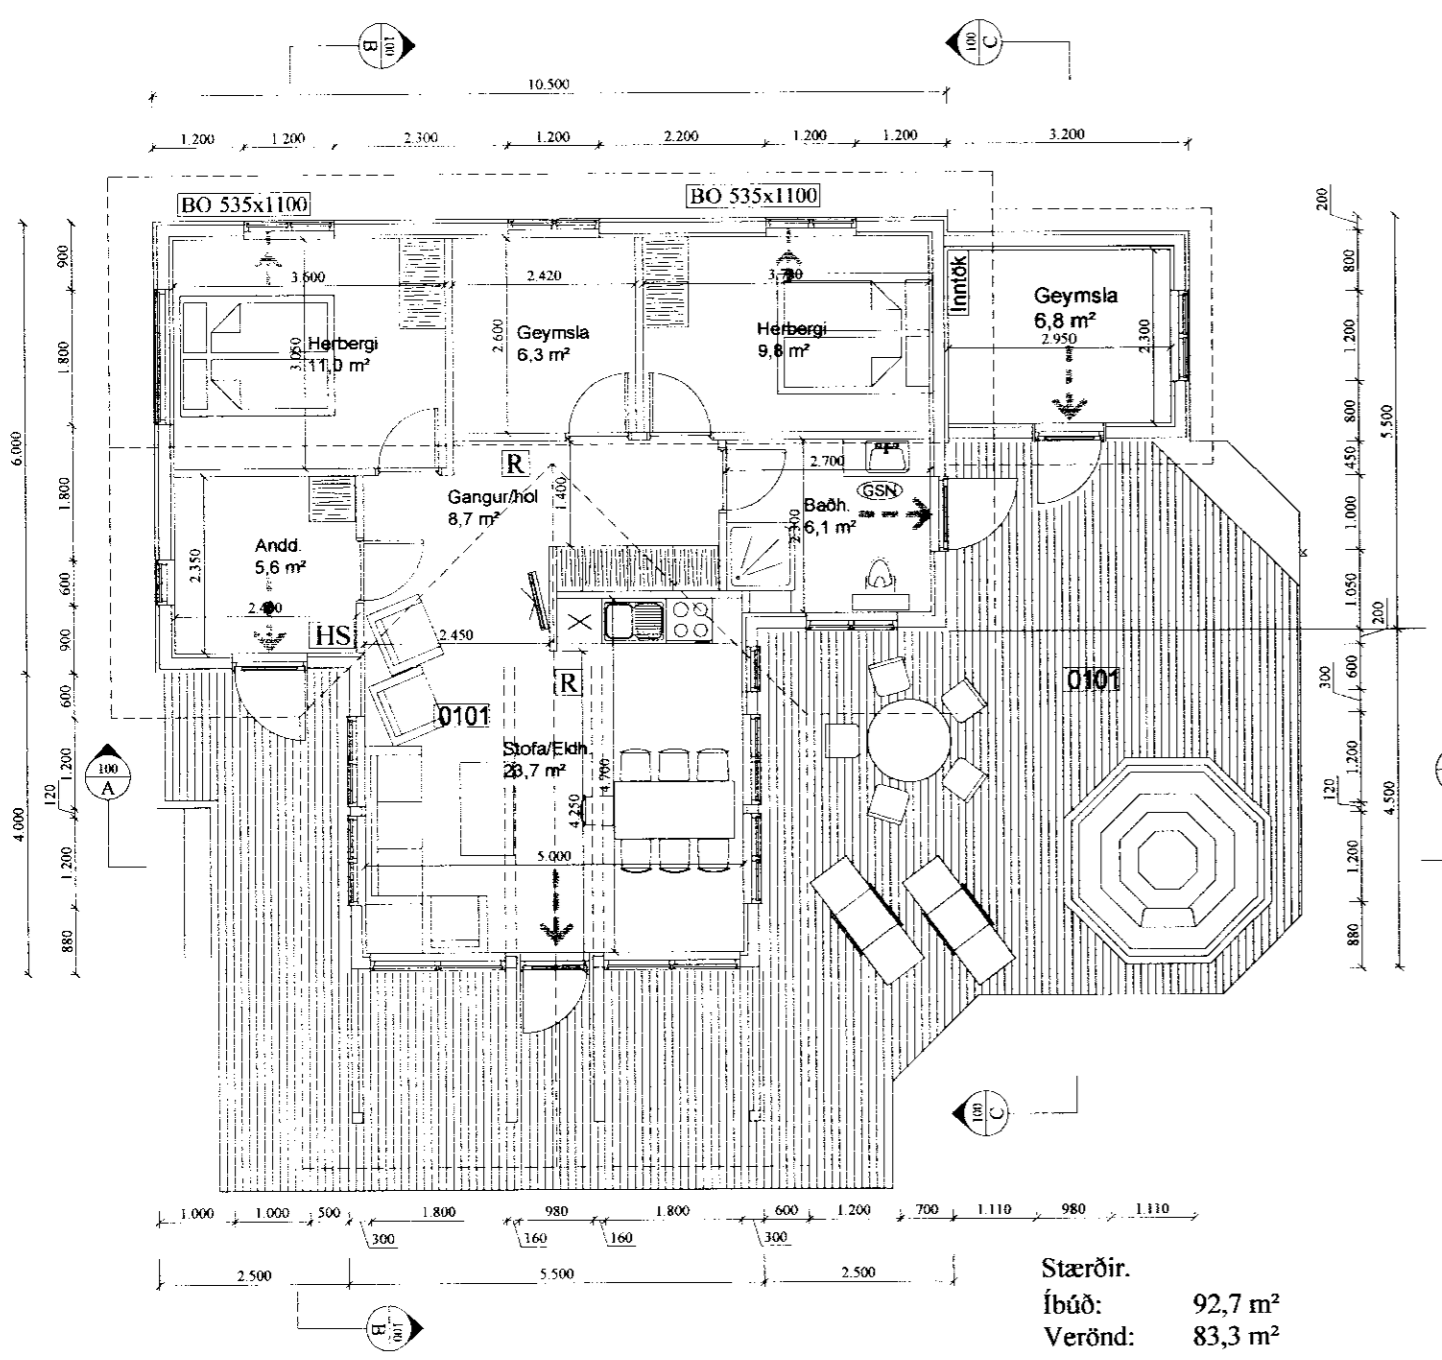 B 100
100 C
10.500
1.200 1.200 2.300 1.200 2.200 1.200 1.200 3.200
BO 535x1100
BO 535x1100
200
900
1.800
1.800
600
900
600
1.200
120
1.200
880
6.000
4.000
3.600
Herbergi
11,0 m²
3.050
2.420
2.600
Geymsla
6,3 m²
Herbergi
9,8 m²
Inntök
Geymsla
6,8 m²
2.950
2.300
800
1.200
800
450
1.000
1.050
200
600
300
1.200
120
1.200
880
5.500
4.500
R
Gangur/hol
8,7 m²
1.400
2.700
GSN
Baðh.
6,1 m²
2.300
Andd.
5,6 m²
2.350
HS
2.450
R
0101
0101
Stofa/Eldh.
23,7 m²
4.250
4.700
5.000
100
A
100 C
1.000 1.000 500 1.800 980 1.800 600 1.200 700 1.110 980 1.110
300 160 160 300
2.500 5.500 2.500
B 100
Stærðir.
Íbúð: 92,7 m²
Verönd: 83,3 m²